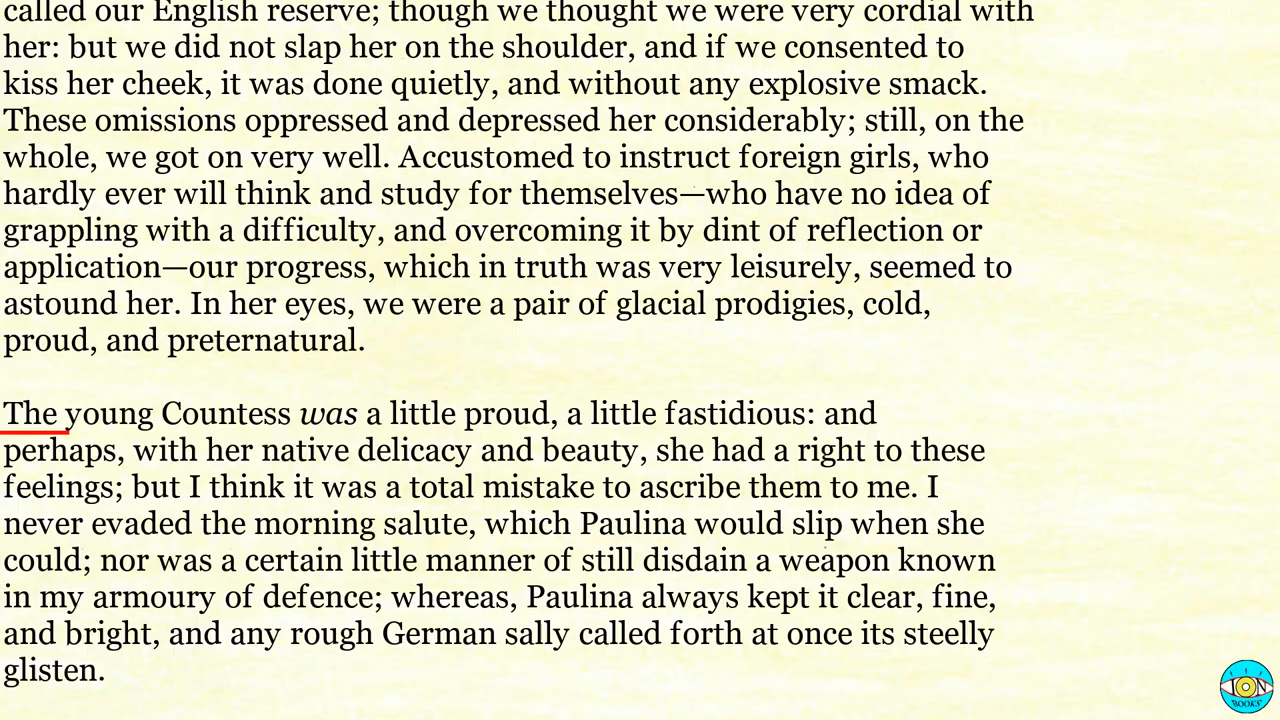 called our English reserve; though we thought we were very cordial with
her: but we did not slap her on the shoulder, and if we consented to
kiss her cheek, it was done quietly, and without any explosive smack.
These omissions oppressed and depressed her considerably; still, on the
whole, we got on very well. Accustomed to instruct foreign girls, who
hardly ever will think and study for themselves—who have no idea of
grappling with a difficulty, and overcoming it by dint of reflection or
application—our progress, which in truth was very leisurely, seemed to
astound her. In her eyes, we were a pair of glacial prodigies, cold,
proud, and preternatural.
The young Countess was a little proud, a little fastidious: and
perhaps, with her native delicacy and beauty, she had a right to these
feelings; but I think it was a total mistake to ascribe them to me. I
never evaded the morning salute, which Paulina would slip when she
could; nor was a certain little manner of still disdain a weapon known
in my armoury of defence; whereas, Paulina always kept it clear, fine,
and bright, and any rough German sally called forth at once its steelly
glisten.
ION
BOOKS